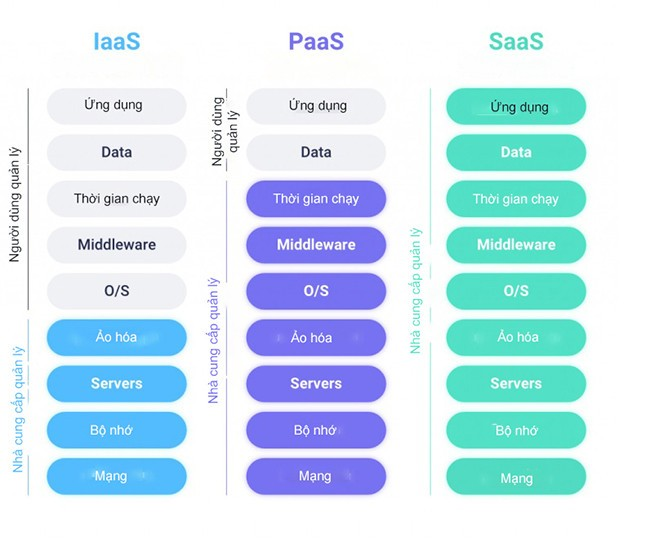 IaaS
Người dùng quản lý
Ứng dụng
Data
Thời gian chạy
Middleware
O/S
Nhà cung cấp quản lý
Ảo hóa
Servers
Bộ nhớ
Mạng
PaaS
Người dùng
quản lý
Ứng dụng
Data
Nhà cung cấp quản lý
Thời gian chạy
Middleware
O/S
Ảo hóa
Servers
Bộ nhớ
Mạng
SaaS
Nhà cung cấp quản lý
Ứng dụng
Data
Thời gian chạy
Middleware
O/S
Ảo hóa
Servers
Bộ nhớ
Mạng